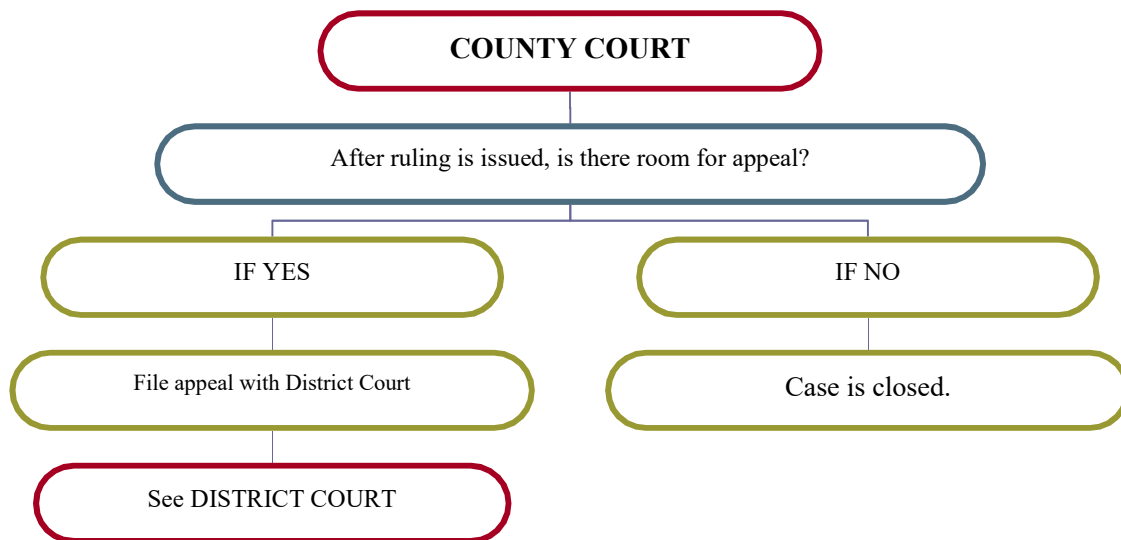 COUNTY COURT
After ruling is issued, is there room for appeal?
IF YES
IF NO
File appeal with District Court
Case is closed.
See DISTRICT COURT